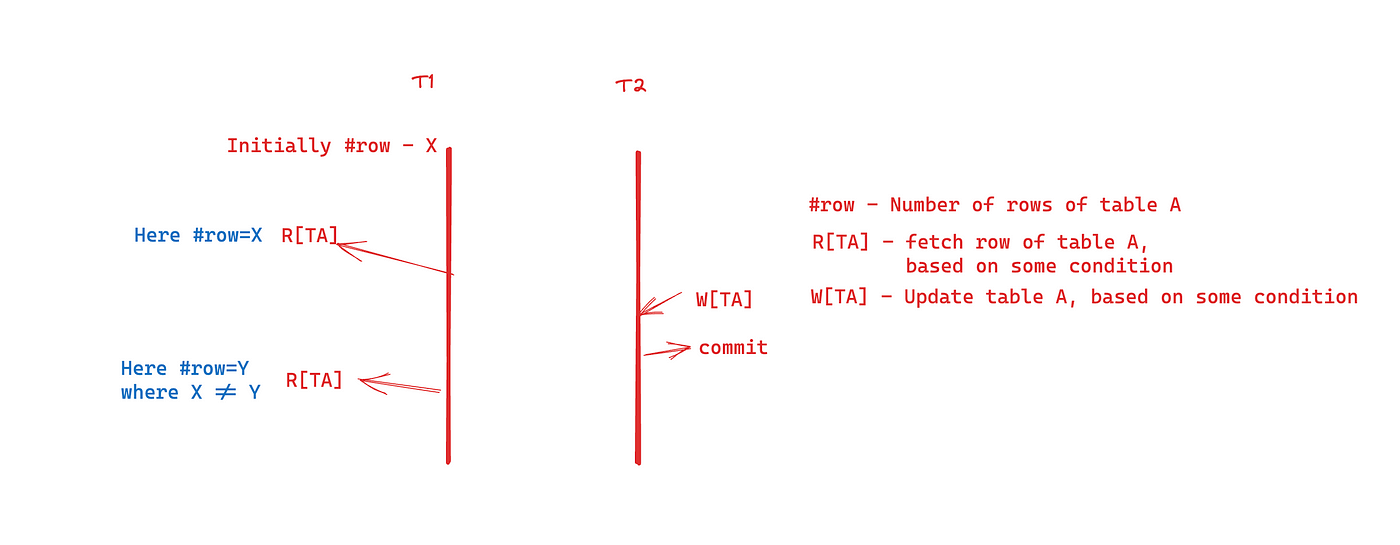 T1
T2
Initially #row - X
#row - Number of rows of table A
Here #row=X R[TA]
R[TA] - fetch row of table A,
based on some condition
W[TA]
W[TA] - Update table A, based on some condition
commit
Here #row=Y
where X ≠ Y
R[TA]